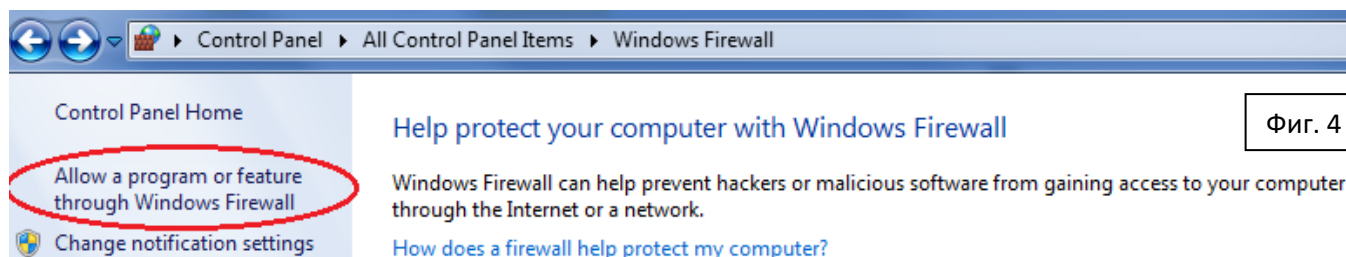 Control Panel ▸ All Control Panel Items ▸ Windows Firewall
Control Panel Home
Allow a program or feature
through Windows Firewall
Change notification settings
Help protect your computer with Windows Firewall
Фиг. 4
Windows Firewall can help prevent hackers or malicious software from gaining access to your computer
through the Internet or a network.
How does a firewall help protect my computer?